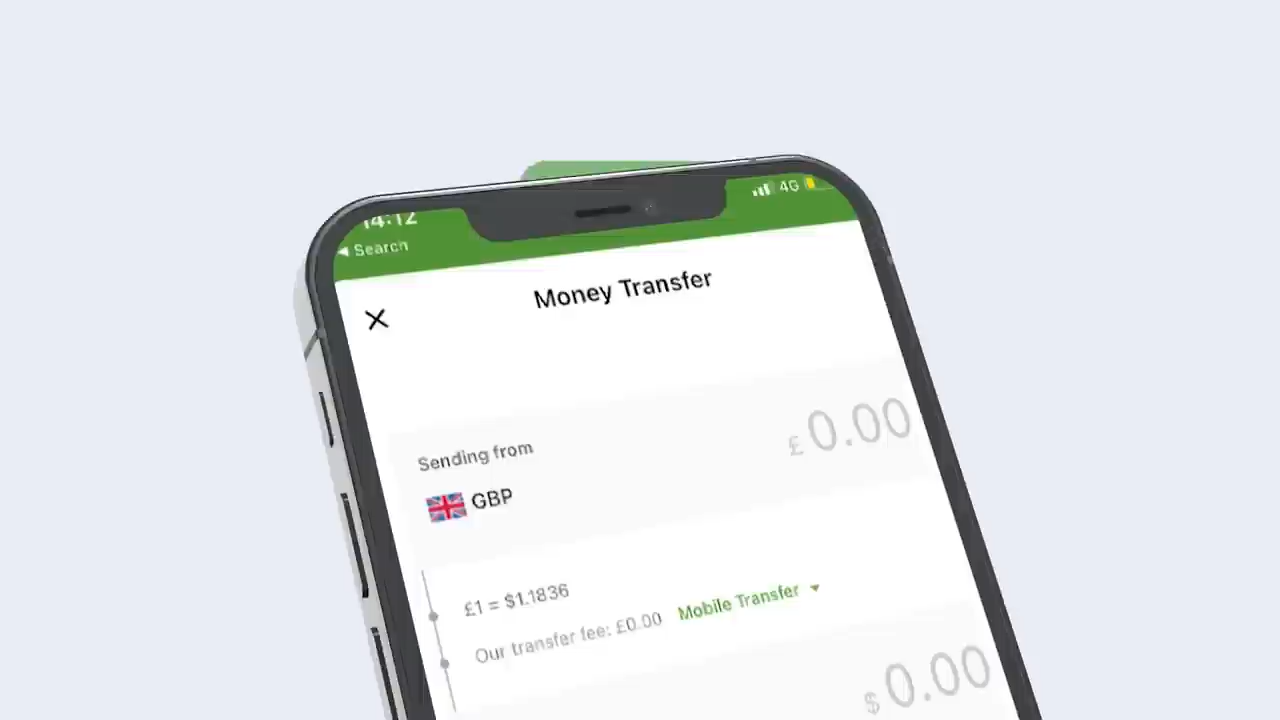 14:12
4G
◀ Search
Money Transfer
Sending from
£0.00
GBP
£1 = $1.1836
Our transfer fee: £0.00 Mobile Transfer
$0.00